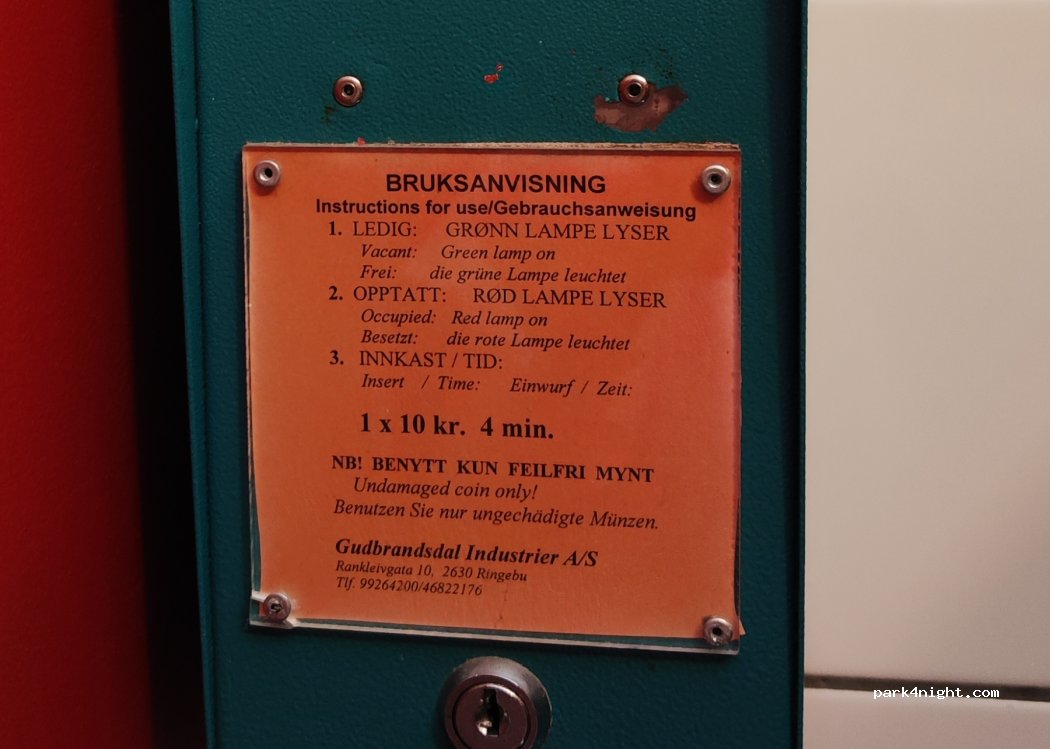 BRUKSANVISNING
Instructions for use/Gebrauchsanweisung
1. LEDIG: GRØNN LAMPE LYSER
Vacant: Green lamp on
Frei: die grüne Lampe leuchtet
2. OPPTATT: RØD LAMPE LYSER
Occupied: Red lamp on
Besetzt: die rote Lampe leuchtet
3. INNKAST / TID:
Insert / Time: Einwurf / Zeit:
1 x 10 kr. 4 min.
NB! BENYTT KUN FEILFRI MYNT
Undamaged coin only!
Benutzen Sie nur ungechädigte Münzen.
Gudbrandsdal Industrier A/S
Rankleivgata 10, 2630 Ringebu
Tlf. 99264200/46822176
park4night.com